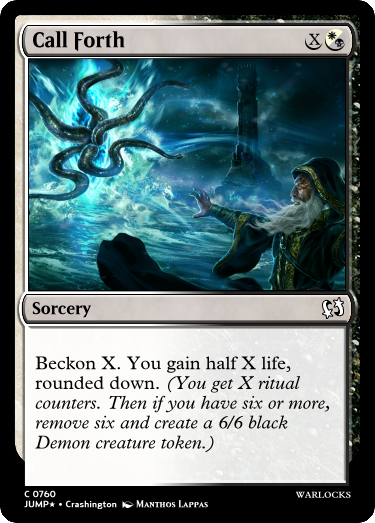 Call Forth X
Sorcery
Beckon X. You gain half X life,
rounded down. (You get X ritual
counters. Then if you have six or more,
remove six and create a 6/6 black
Demon creature token.)
C 0760 WARLOCKS
JUMP★ • Crashington Manthos Lappas